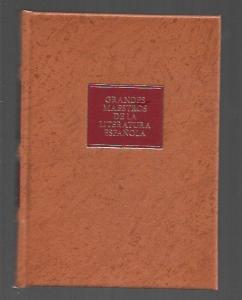 GRANDES
MAESTROS
DE LA
LITERATURA
ESPAÑOLA